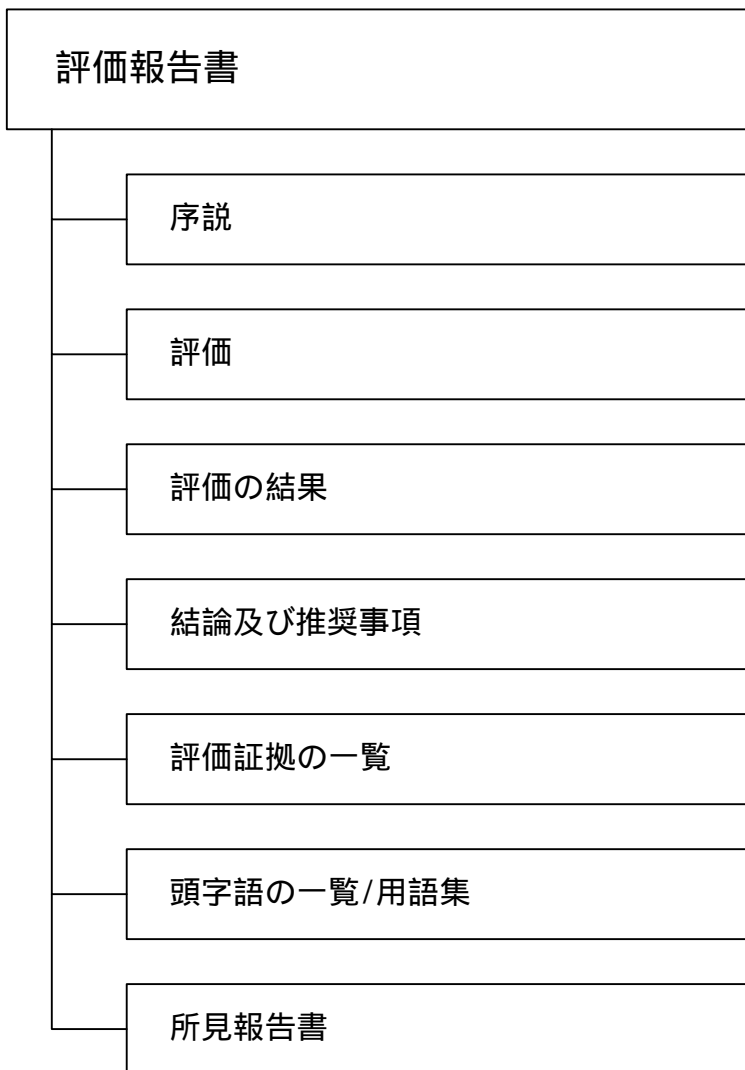 評価報告書
序説
評価
評価の結果
結論及び推奨事項
評価証拠の一覧
頭字語の一覧/用語集
所見報告書